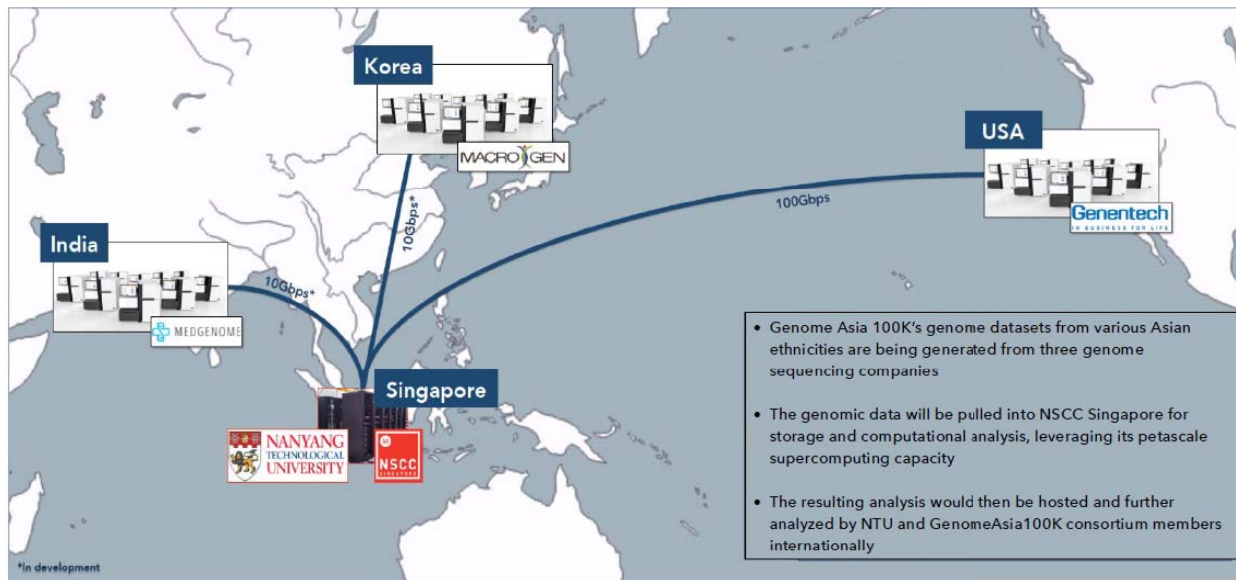 Korea
MACROGEN
USA
Genentech
IN BUSINESS FOR LIFE
100Gbps
10Gbps*
India
10Gbps*
MEDGENOME
Singapore
NANYANG
TECHNOLOGICAL
UNIVERSITY
NSCC
SINGAPORE
• Genome Asia 100K's genome datasets from various Asian
ethnicities are being generated from three genome
sequencing companies
• The genomic data will be pulled into NSCC Singapore for
storage and computational analysis, leveraging its petascale
supercomputing capacity
• The resulting analysis would then be hosted and further
analyzed by NTU and GenomeAsia100K consortium members
internationally
*In development